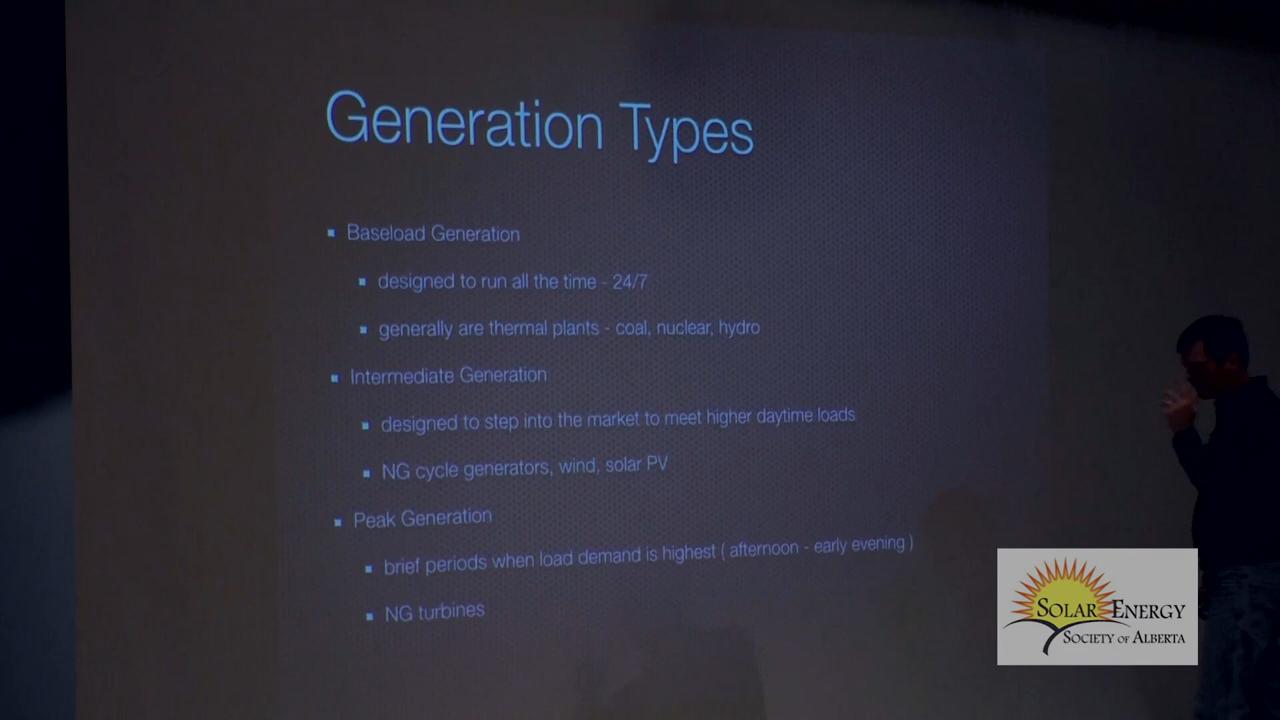 Generation Types
Baseload Generation
designed to run all the time - 24/7
generally are thermal plants - coal, nuclear, hydro
Intermediate Generation
designed to step into the market to meet higher daytime loads
NG cycle generators, wind, solar PV
Peak Generation
brief periods when load demand is highest ( afternoon - early evening )
NG turbines
SOLAR ENERGY
SOCIETY OF ALBERTA